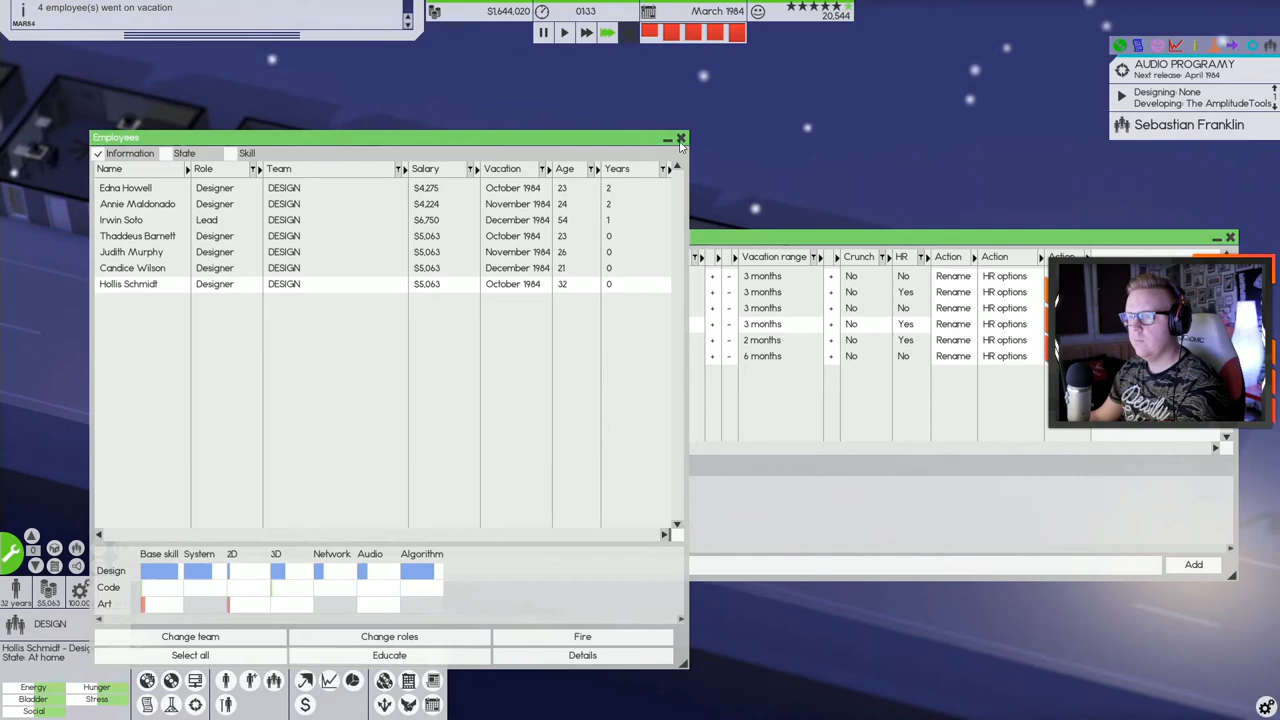 4 employee(s) went on vacation
MAR84
$1,644,020
0133
March 1984
20,544
AUDIO PROGRAMY
Next release: April 1984
Designing: None
1
Developing: The AmplitudeTools,
Sebastian Franklin
Employees
Information State Skill
Name Role Team Salary Vacation Age Years
Edna Howell Designer DESIGN $4,275 October 1984 23 2
Annie Maldonado Designer DESIGN $4,224 November 1984 24 2
Irwin Soto Lead DESIGN $6,750 December 1984 54 1
Thaddeus Barnett Designer DESIGN $5,063 October 1984 23 0
Judith Murphy Designer DESIGN $5,063 November 1984 26 0
Candice Wilson Designer DESIGN $5,063 December 1984 21 0
Hollis Schmidt Designer DESIGN $5,063 October 1984 32 0
Vacation range Crunch HR Action Action Action
+ - 3 months + No No Rename HR options
+ - 3 months + No Yes Rename HR options
+ - 3 months + No No Rename HR options
+ - 3 months + No Yes Rename HR options
+ - 2 months + No Yes Rename HR options
+ - 6 months + No No Rename HR options
Add
Base skill System 2D 3D Network Audio Algorithm
Design
Code
Art
Change team Change roles Fire
Select all Educate Details
0
32 years $5,063 100.00
DESIGN
Hollis Schmidt - Desig
State: At home
Energy Hunger
Bladder Stress
Social